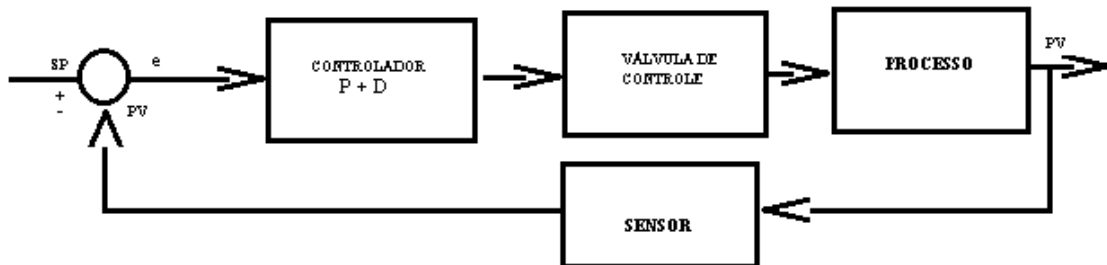 SP
+
-
e
PV
CONTROLADOR
P + D
VÁLVULA DE
CONTROLE
PROCESSO
PV
SENSOR